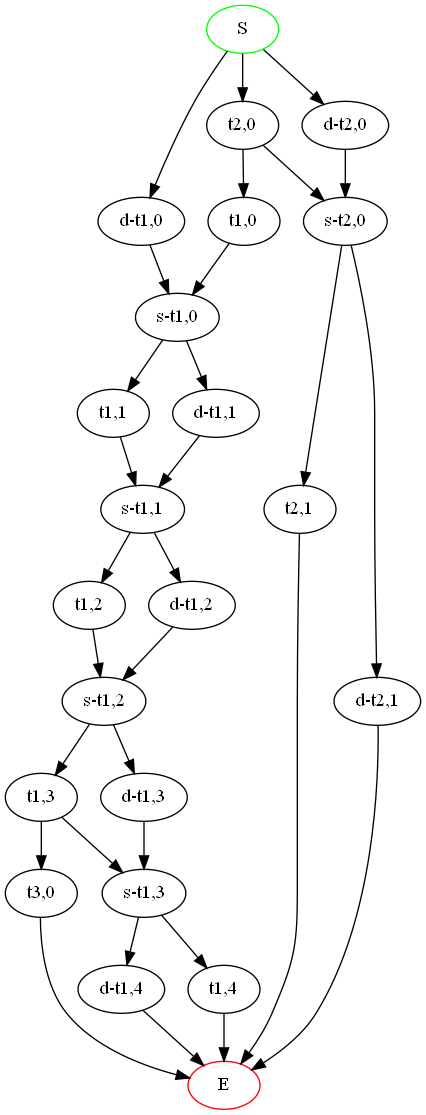 S
t2,0
d-t2,0
d-t1,0
t1,0
s-t2,0
s-t1,0
t1,1
d-t1,1
s-t1,1
t2,1
t1,2
d-t1,2
s-t1,2
d-t2,1
t1,3
d-t1,3
t3,0
s-t1,3
d-t1,4
t1,4
E